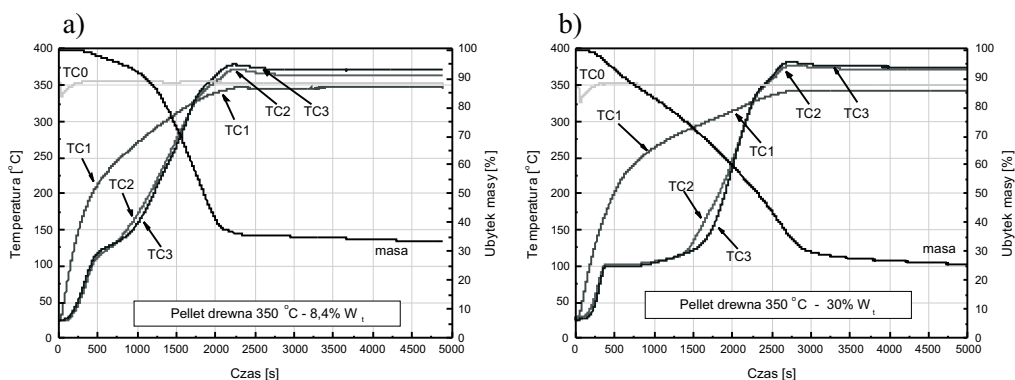 a)
400
350
300
250
200
150
100
50
0
Temperatura [°C]
100
90
80
70
60
50
40
30
20
10
0
Ubytek masy [%]
TC0
TC1
TC2
TC3
TC1
TC2
TC3
masa
Pellet drewna 350 °C - 8,4% Wt
0 500 1000 1500 2000 2500 3000 3500 4000 4500 5000
Czas [s]
b)
400
350
300
250
200
150
100
50
0
Temperatura [°C]
100
90
80
70
60
50
40
30
20
10
0
Ubytek masy [%]
TC0
TC1
TC2
TC3
TC1
TC2
TC3
masa
Pellet drewna 350 °C - 30% Wt
0 500 1000 1500 2000 2500 3000 3500 4000 4500 5000
Czas [s]